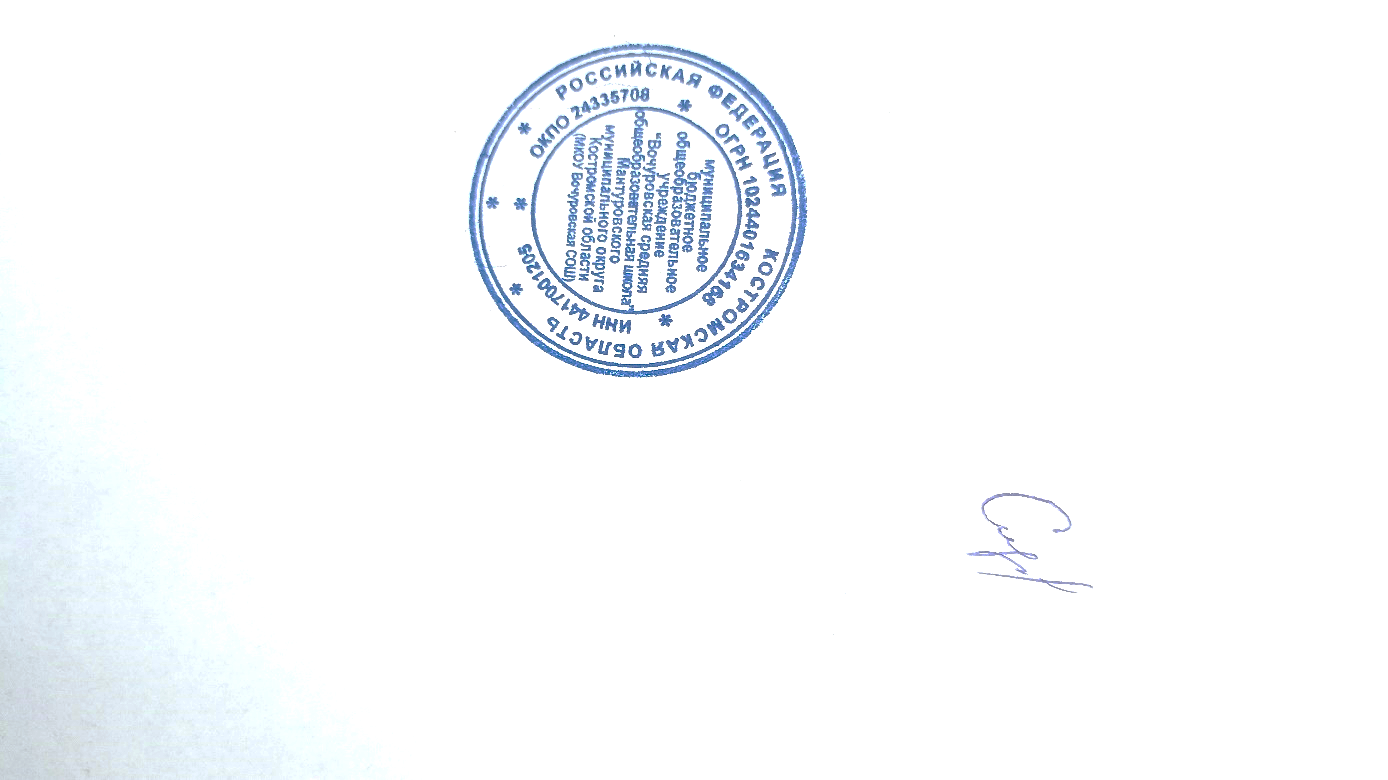 РОССИЙСКАЯ ФЕДЕРАЦИЯ
КОСТРОМСКАЯ ОБЛАСТЬ
ОКПО 24335708 * ОГРН 1024401634168 * ИНН 4417001205 *
муниципальное
бюджетное
общеобразовательное
учреждение
"Вочуровская средняя
общеобразовательная школа"
Мантуровского
муниципального округа
Костромской области
(МКОУ Вочуровская СОШ)